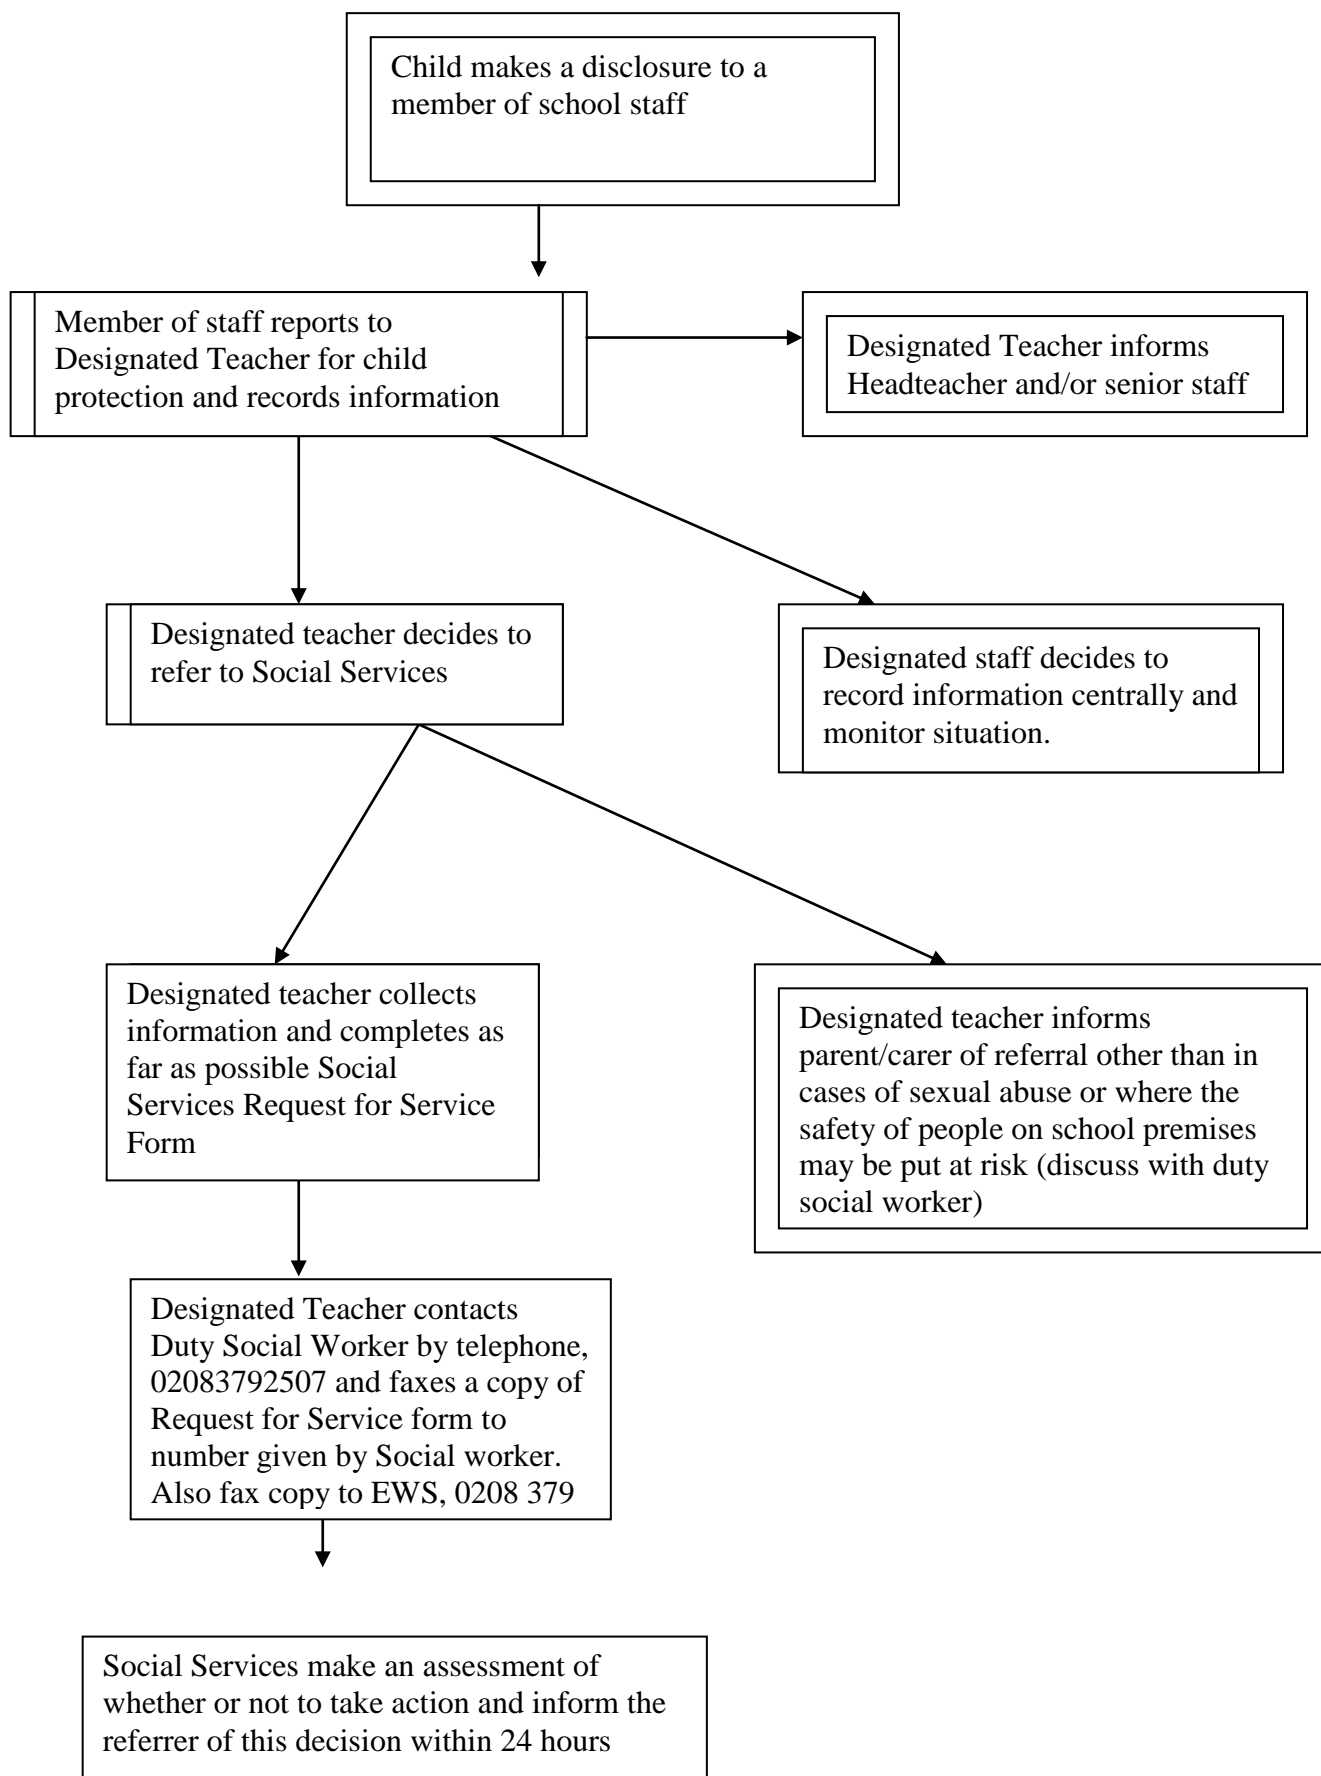 Child makes a disclosure to a
member of school staff
Member of staff reports to
Designated Teacher for child
protection and records information
Designated Teacher informs
Headteacher and/or senior staff
Designated teacher decides to
refer to Social Services
Designated staff decides to
record information centrally and
monitor situation.
Designated teacher collects
information and completes as
far as possible Social
Services Request for Service
Form
Designated teacher informs
parent/carer of referral other than in
cases of sexual abuse or where the
safety of people on school premises
may be put at risk (discuss with duty
social worker)
Designated Teacher contacts
Duty Social Worker by telephone,
02083792507 and faxes a copy of
Request for Service form to
number given by Social worker.
Also fax copy to EWS, 0208 379
Social Services make an assessment of
whether or not to take action and inform the
referrer of this decision within 24 hours